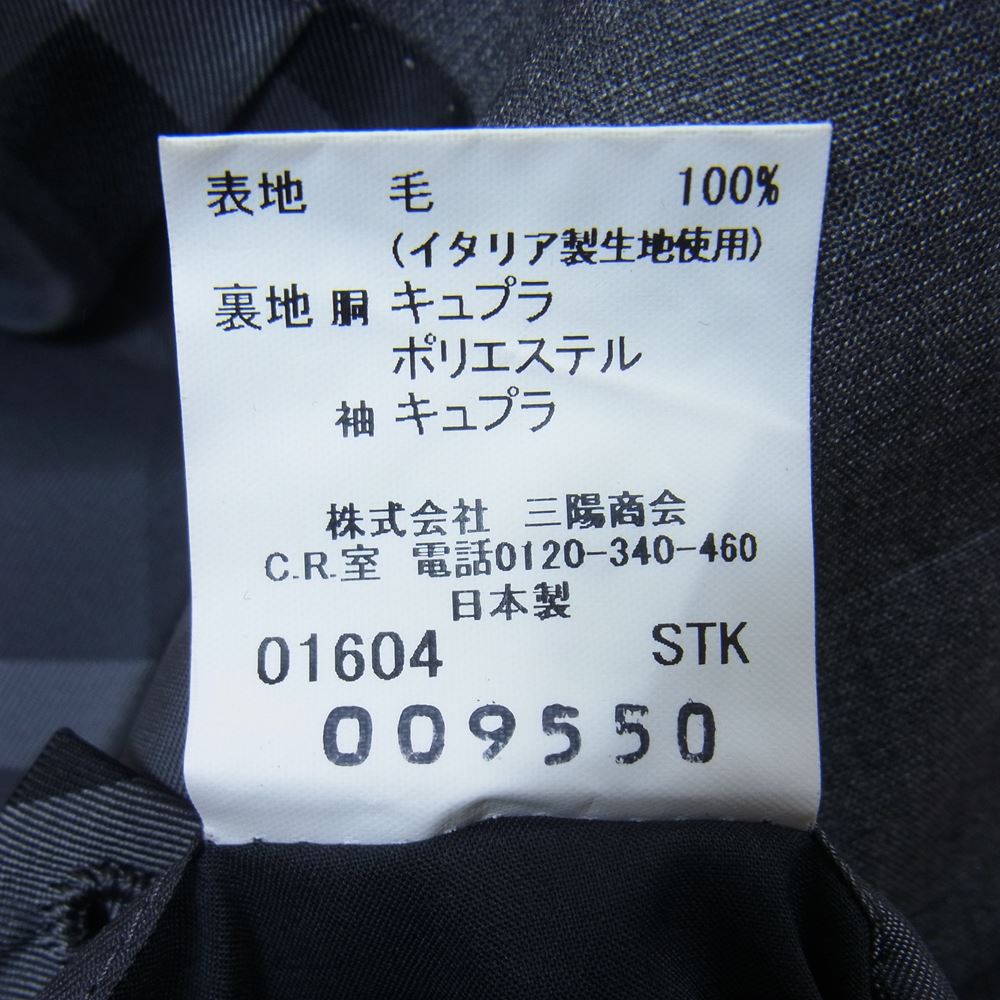 表地 毛 100%
(イタリア製生地使用)
裏地 胴 キュプラ
ポリエステル
袖 キュプラ
株式会社 三陽商会
C.R.室 電話0120-340-460
日本製
01604 STK
009550